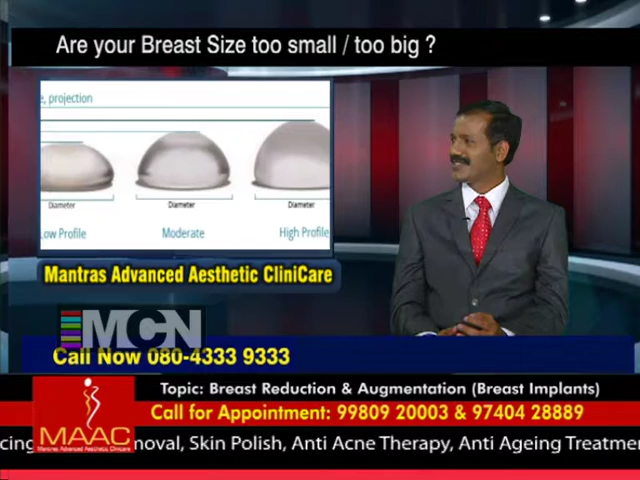 Are your Breast Size too small / too big ?
e, projection
Diameter
Diameter
Diameter
Low Profile
Moderate
High Profile
Mantras Advanced Aesthetic CliniCare
MCN
Call Now 080-4333 9333
Topic: Breast Reduction & Augmentation (Breast Implants)
Call for Appointment: 99809 20003 & 97404 28889
MAAC
Mantras Advanced Aesthetic Clinicare
cing
moval, Skin Polish, Anti Acne Therapy, Anti Ageing Treatme